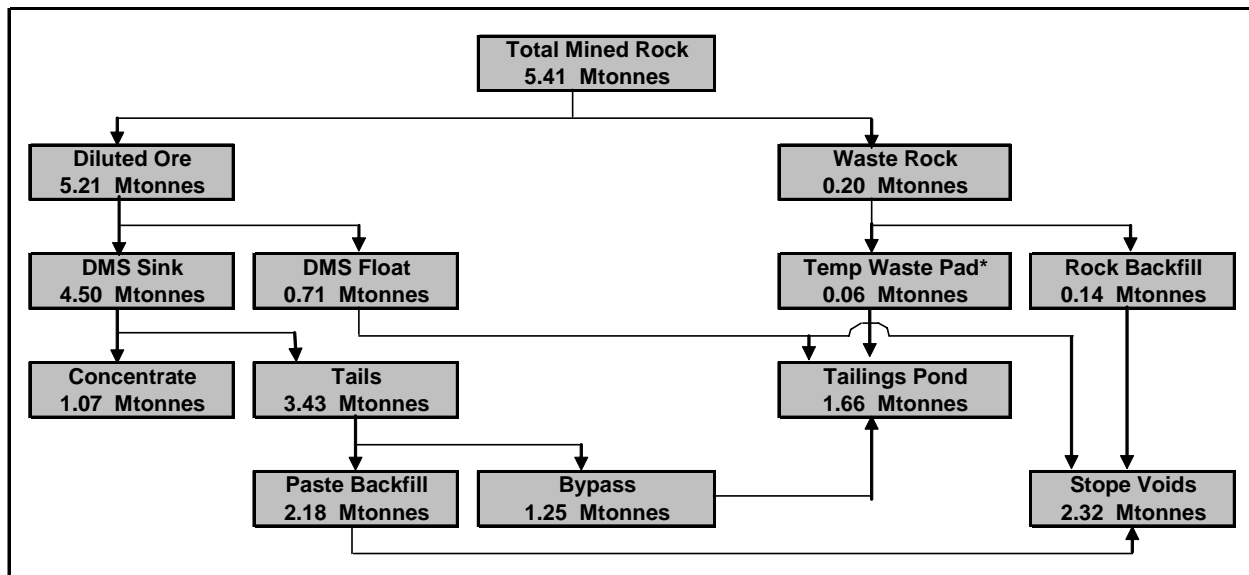 Total Mined Rock
5.41 Mtonnes
Diluted Ore
5.21 Mtonnes
Waste Rock
0.20 Mtonnes
DMS Sink
4.50 Mtonnes
DMS Float
0.71 Mtonnes
Temp Waste Pad*
0.06 Mtonnes
Rock Backfill
0.14 Mtonnes
Concentrate
1.07 Mtonnes
Tails
3.43 Mtonnes
Tailings Pond
1.66 Mtonnes
Paste Backfill
2.18 Mtonnes
Bypass
1.25 Mtonnes
Stope Voids
2.32 Mtonnes